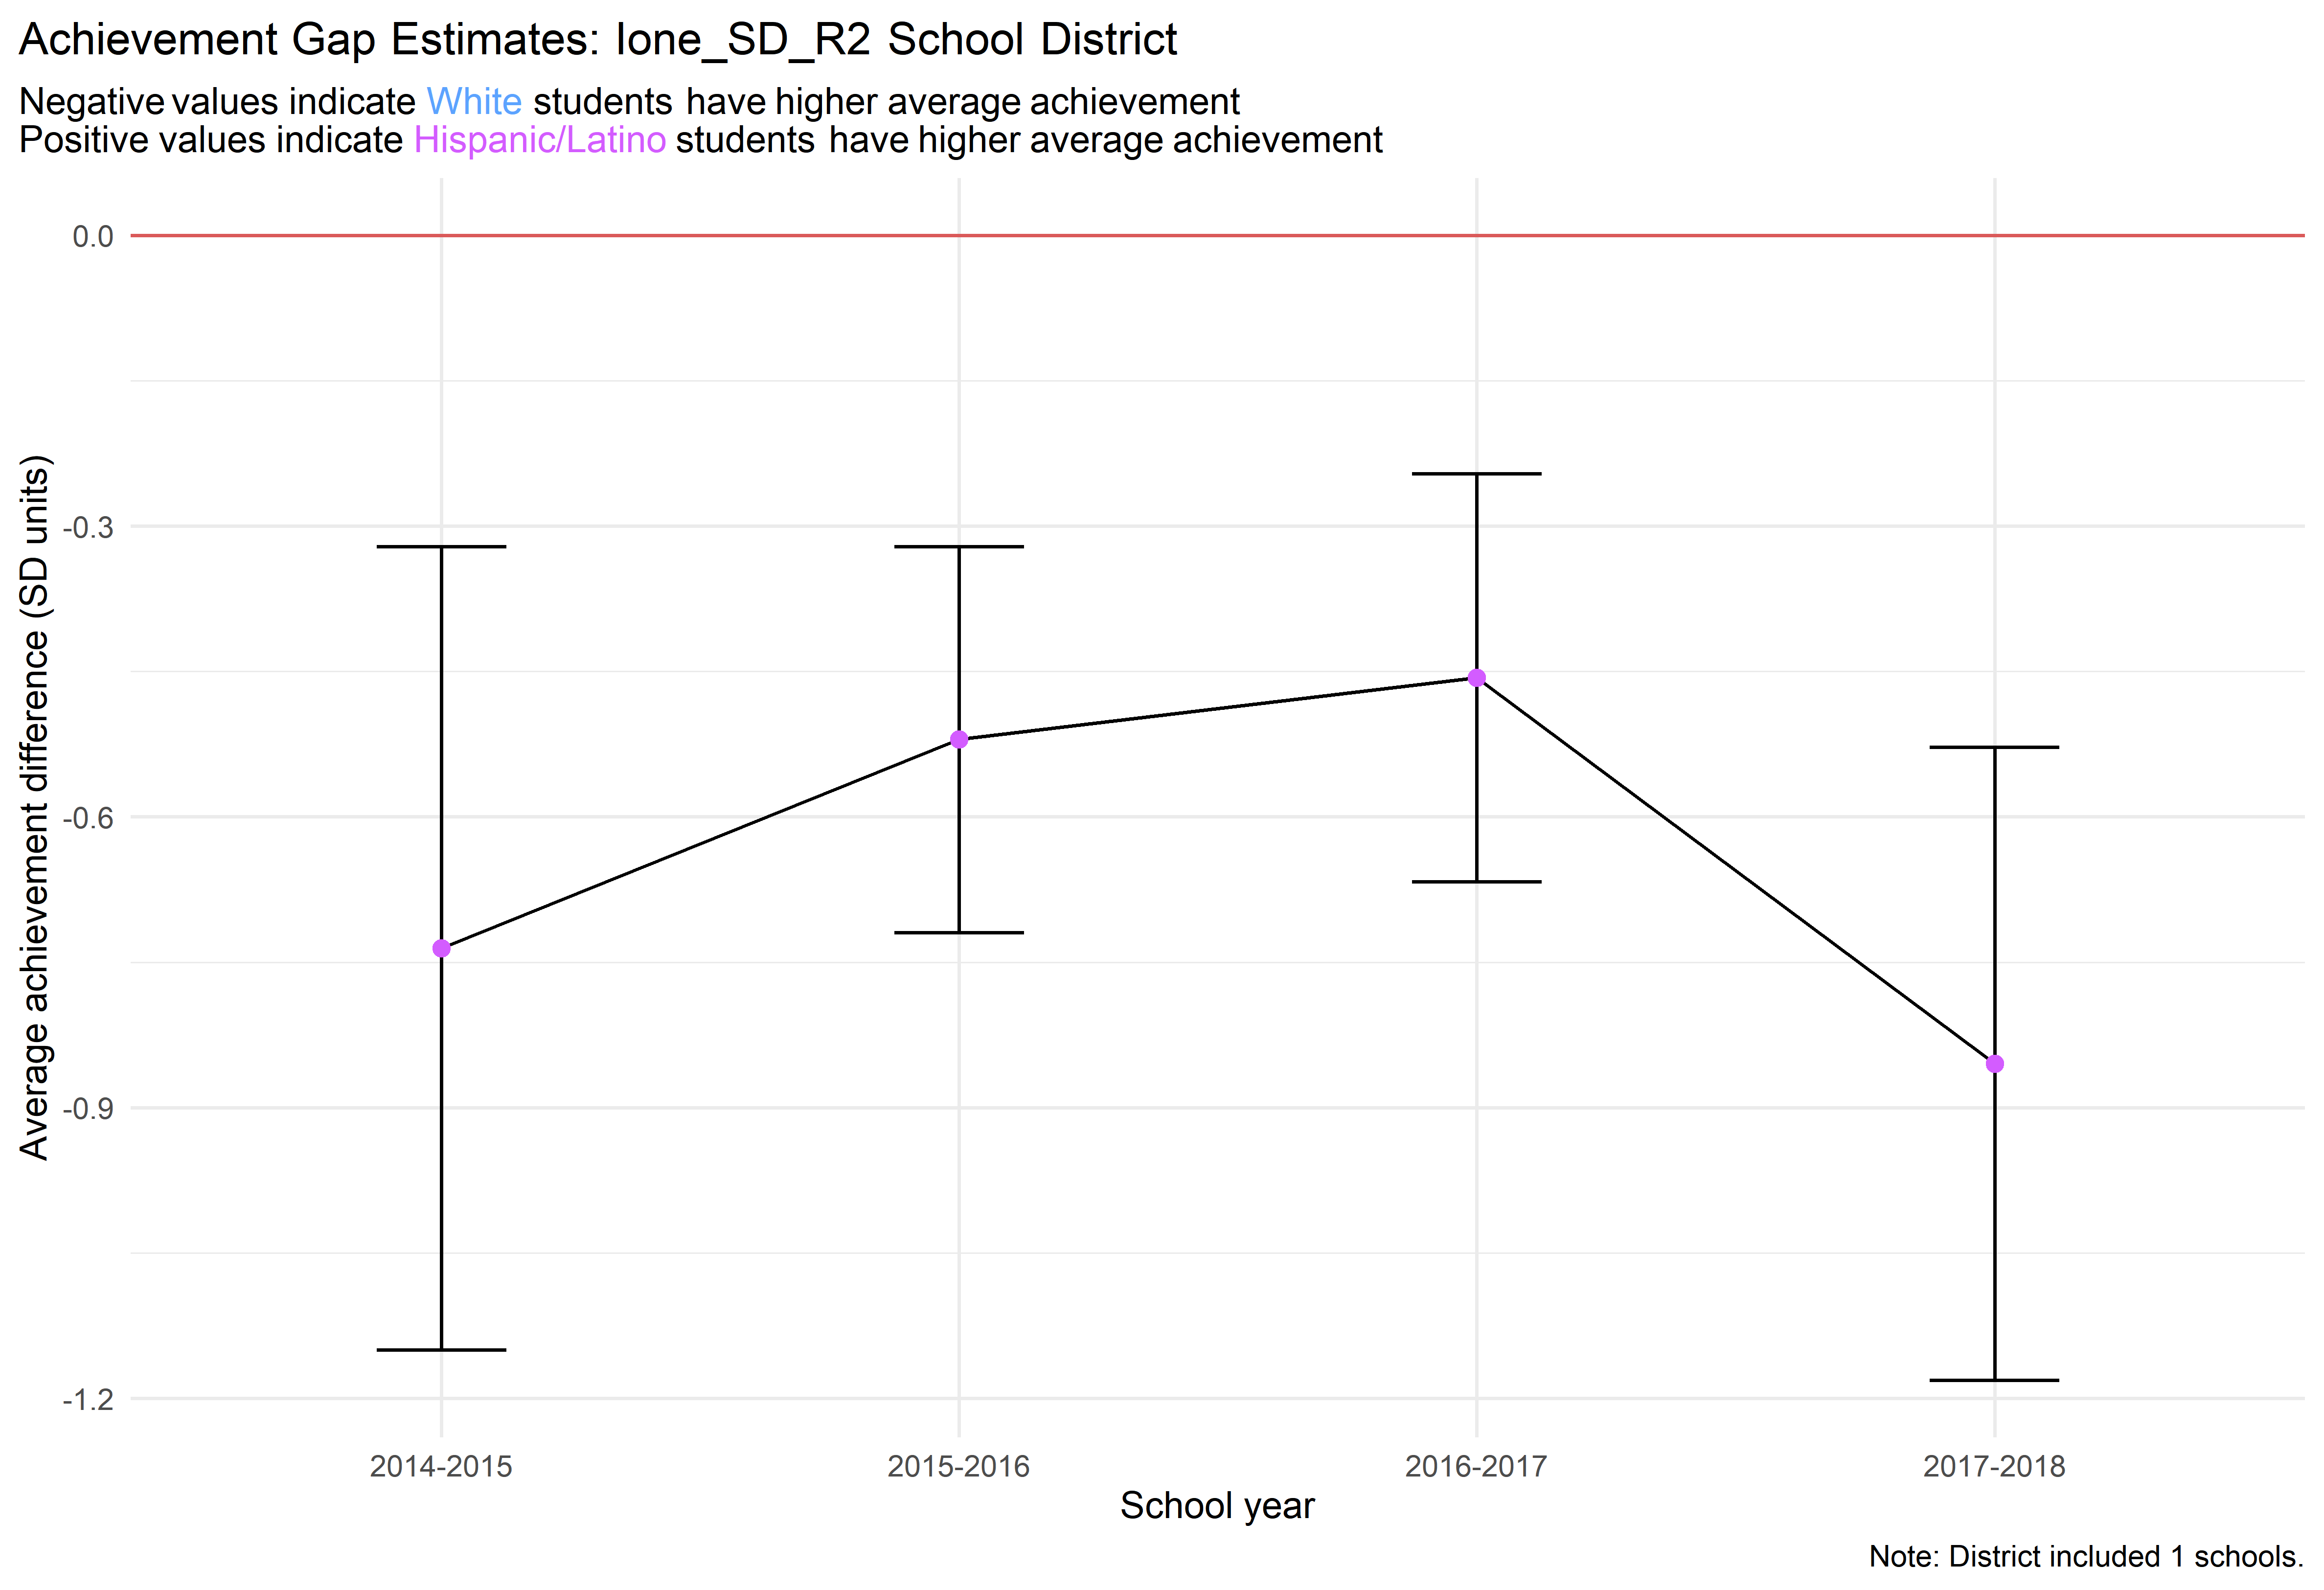 Achievement Gap Estimates: Ione_SD_R2 School District
Negative values indicate White students have higher average achievement
Positive values indicate Hispanic/Latino students have higher average achievement
Average achievement difference (SD units)
0.0
-0.3
-0.6
-0.9
-1.2
2014-2015
2015-2016
2016-2017
2017-2018
School year
Note: District included 1 schools.